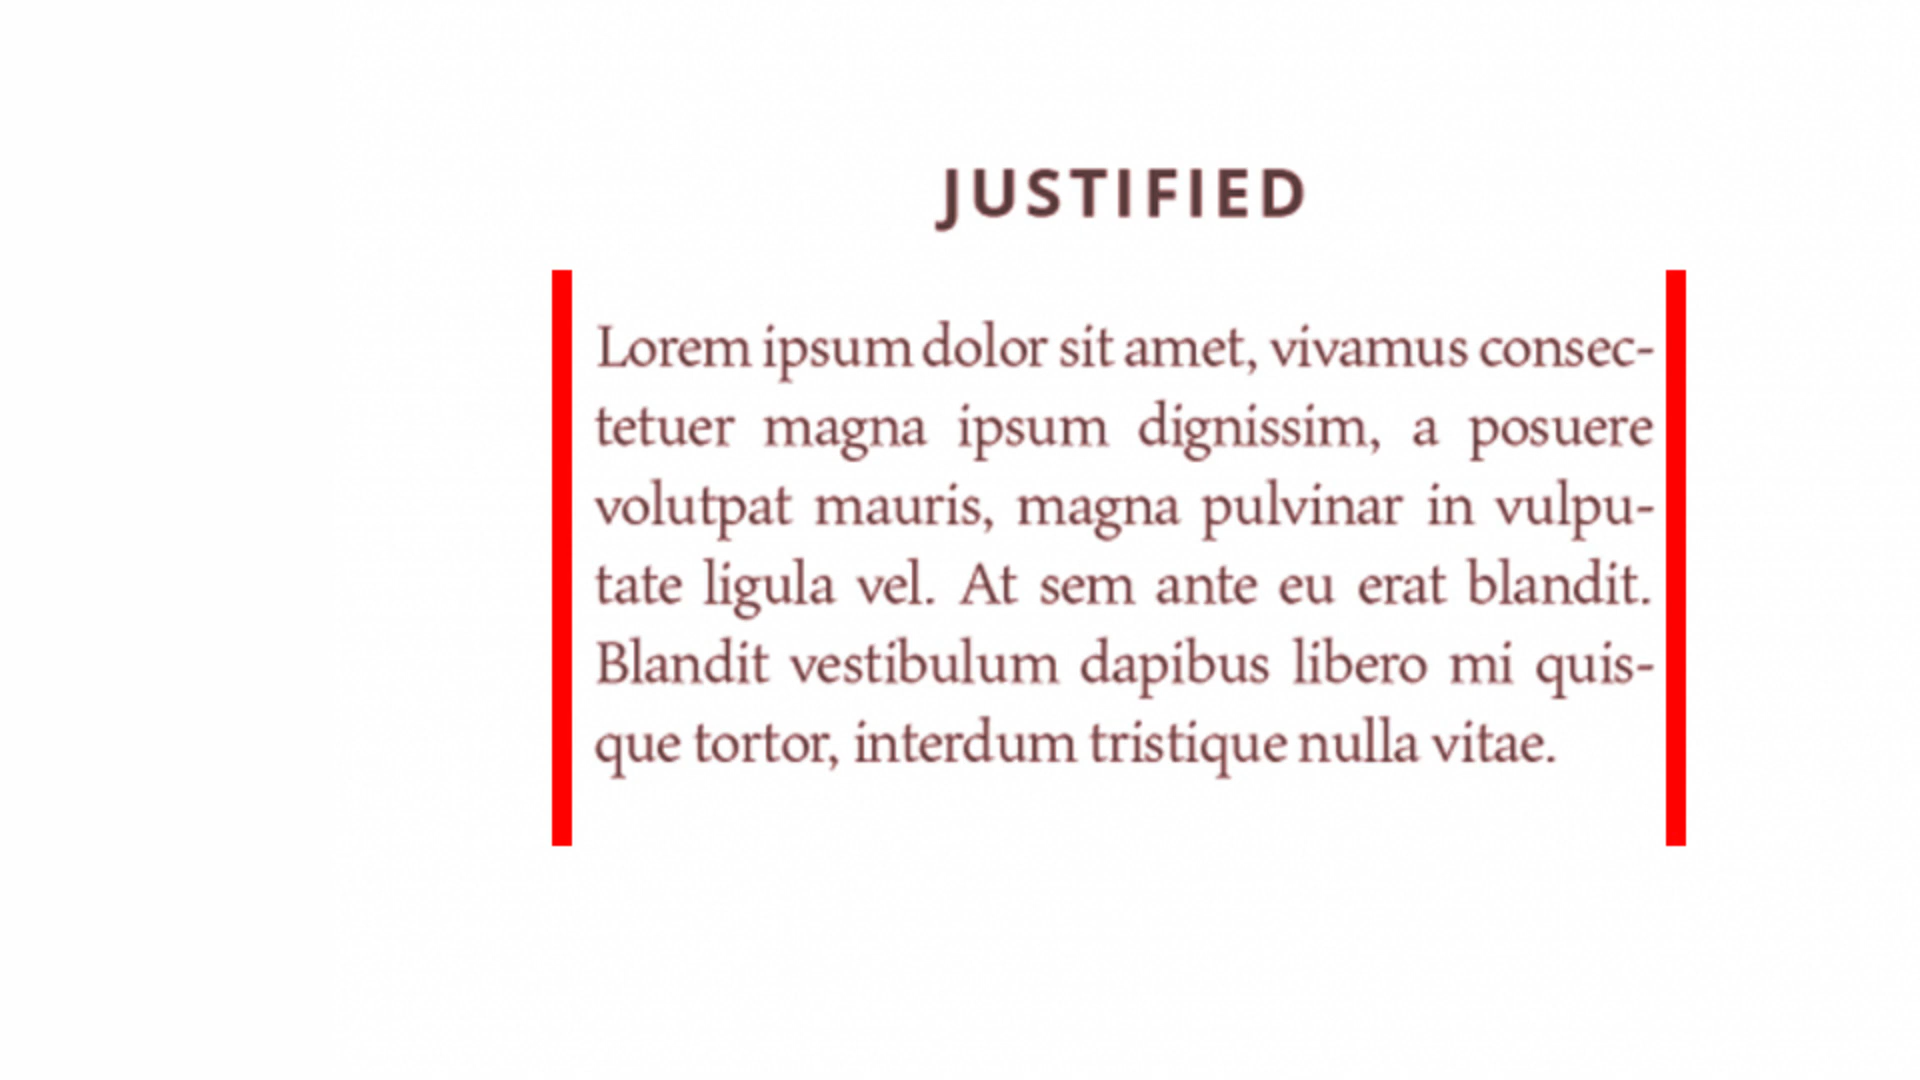 JUSTIFIED
Lorem ipsum dolor sit amet, vivamus consec-
tetuer magna ipsum dignissim, a posuere
volutpat mauris, magna pulvinar in vulpu-
tate ligula vel. At sem ante eu erat blandit.
Blandit vestibulum dapibus libero mi quis-
que tortor, interdum tristique nulla vitae.